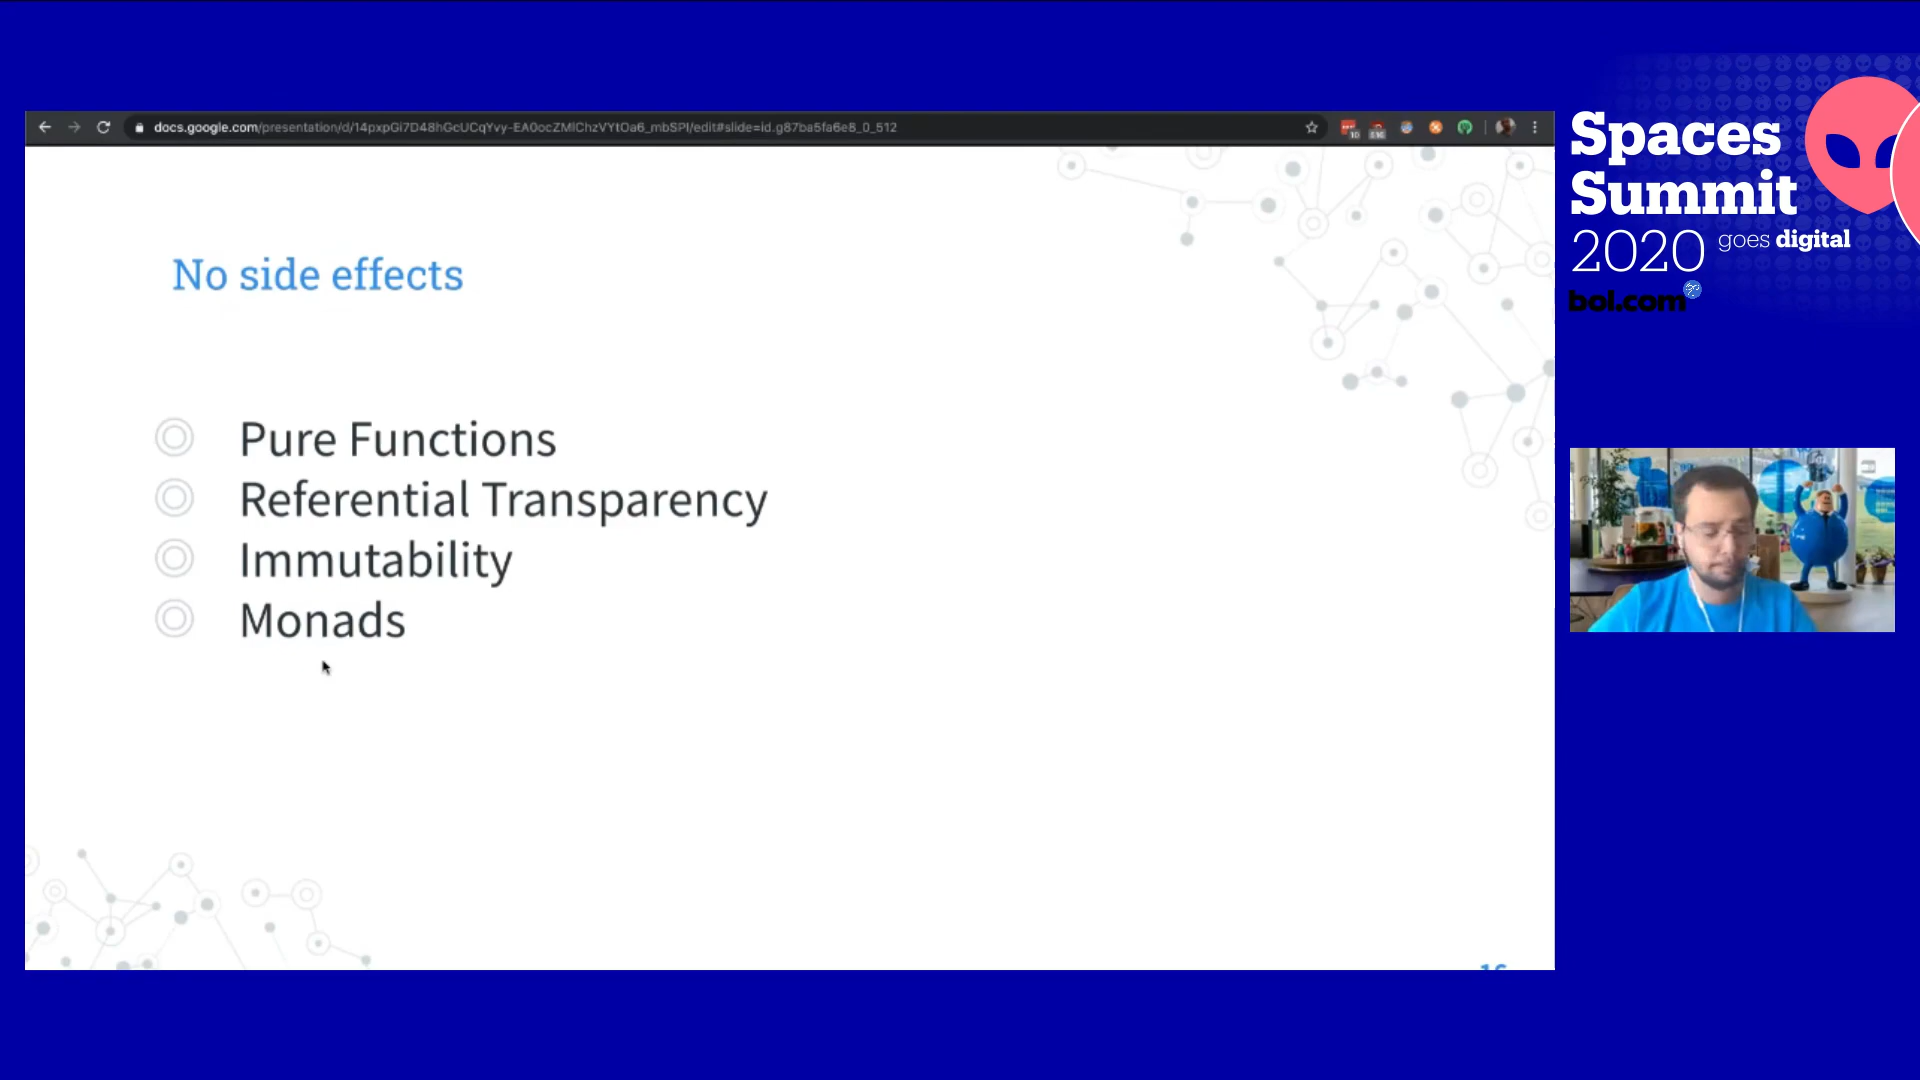 docs.google.com/presentation/d/14pxpGi7D48hGcUCqYvy-EA0ocZMIChzVYtOa6_mbSPI/edit#slide=id.g87ba5fa6e8_0_512
No side effects
Pure Functions
Referential Transparency
Immutability
Monads
Spaces
Summit
2020 goes digital
bol.com